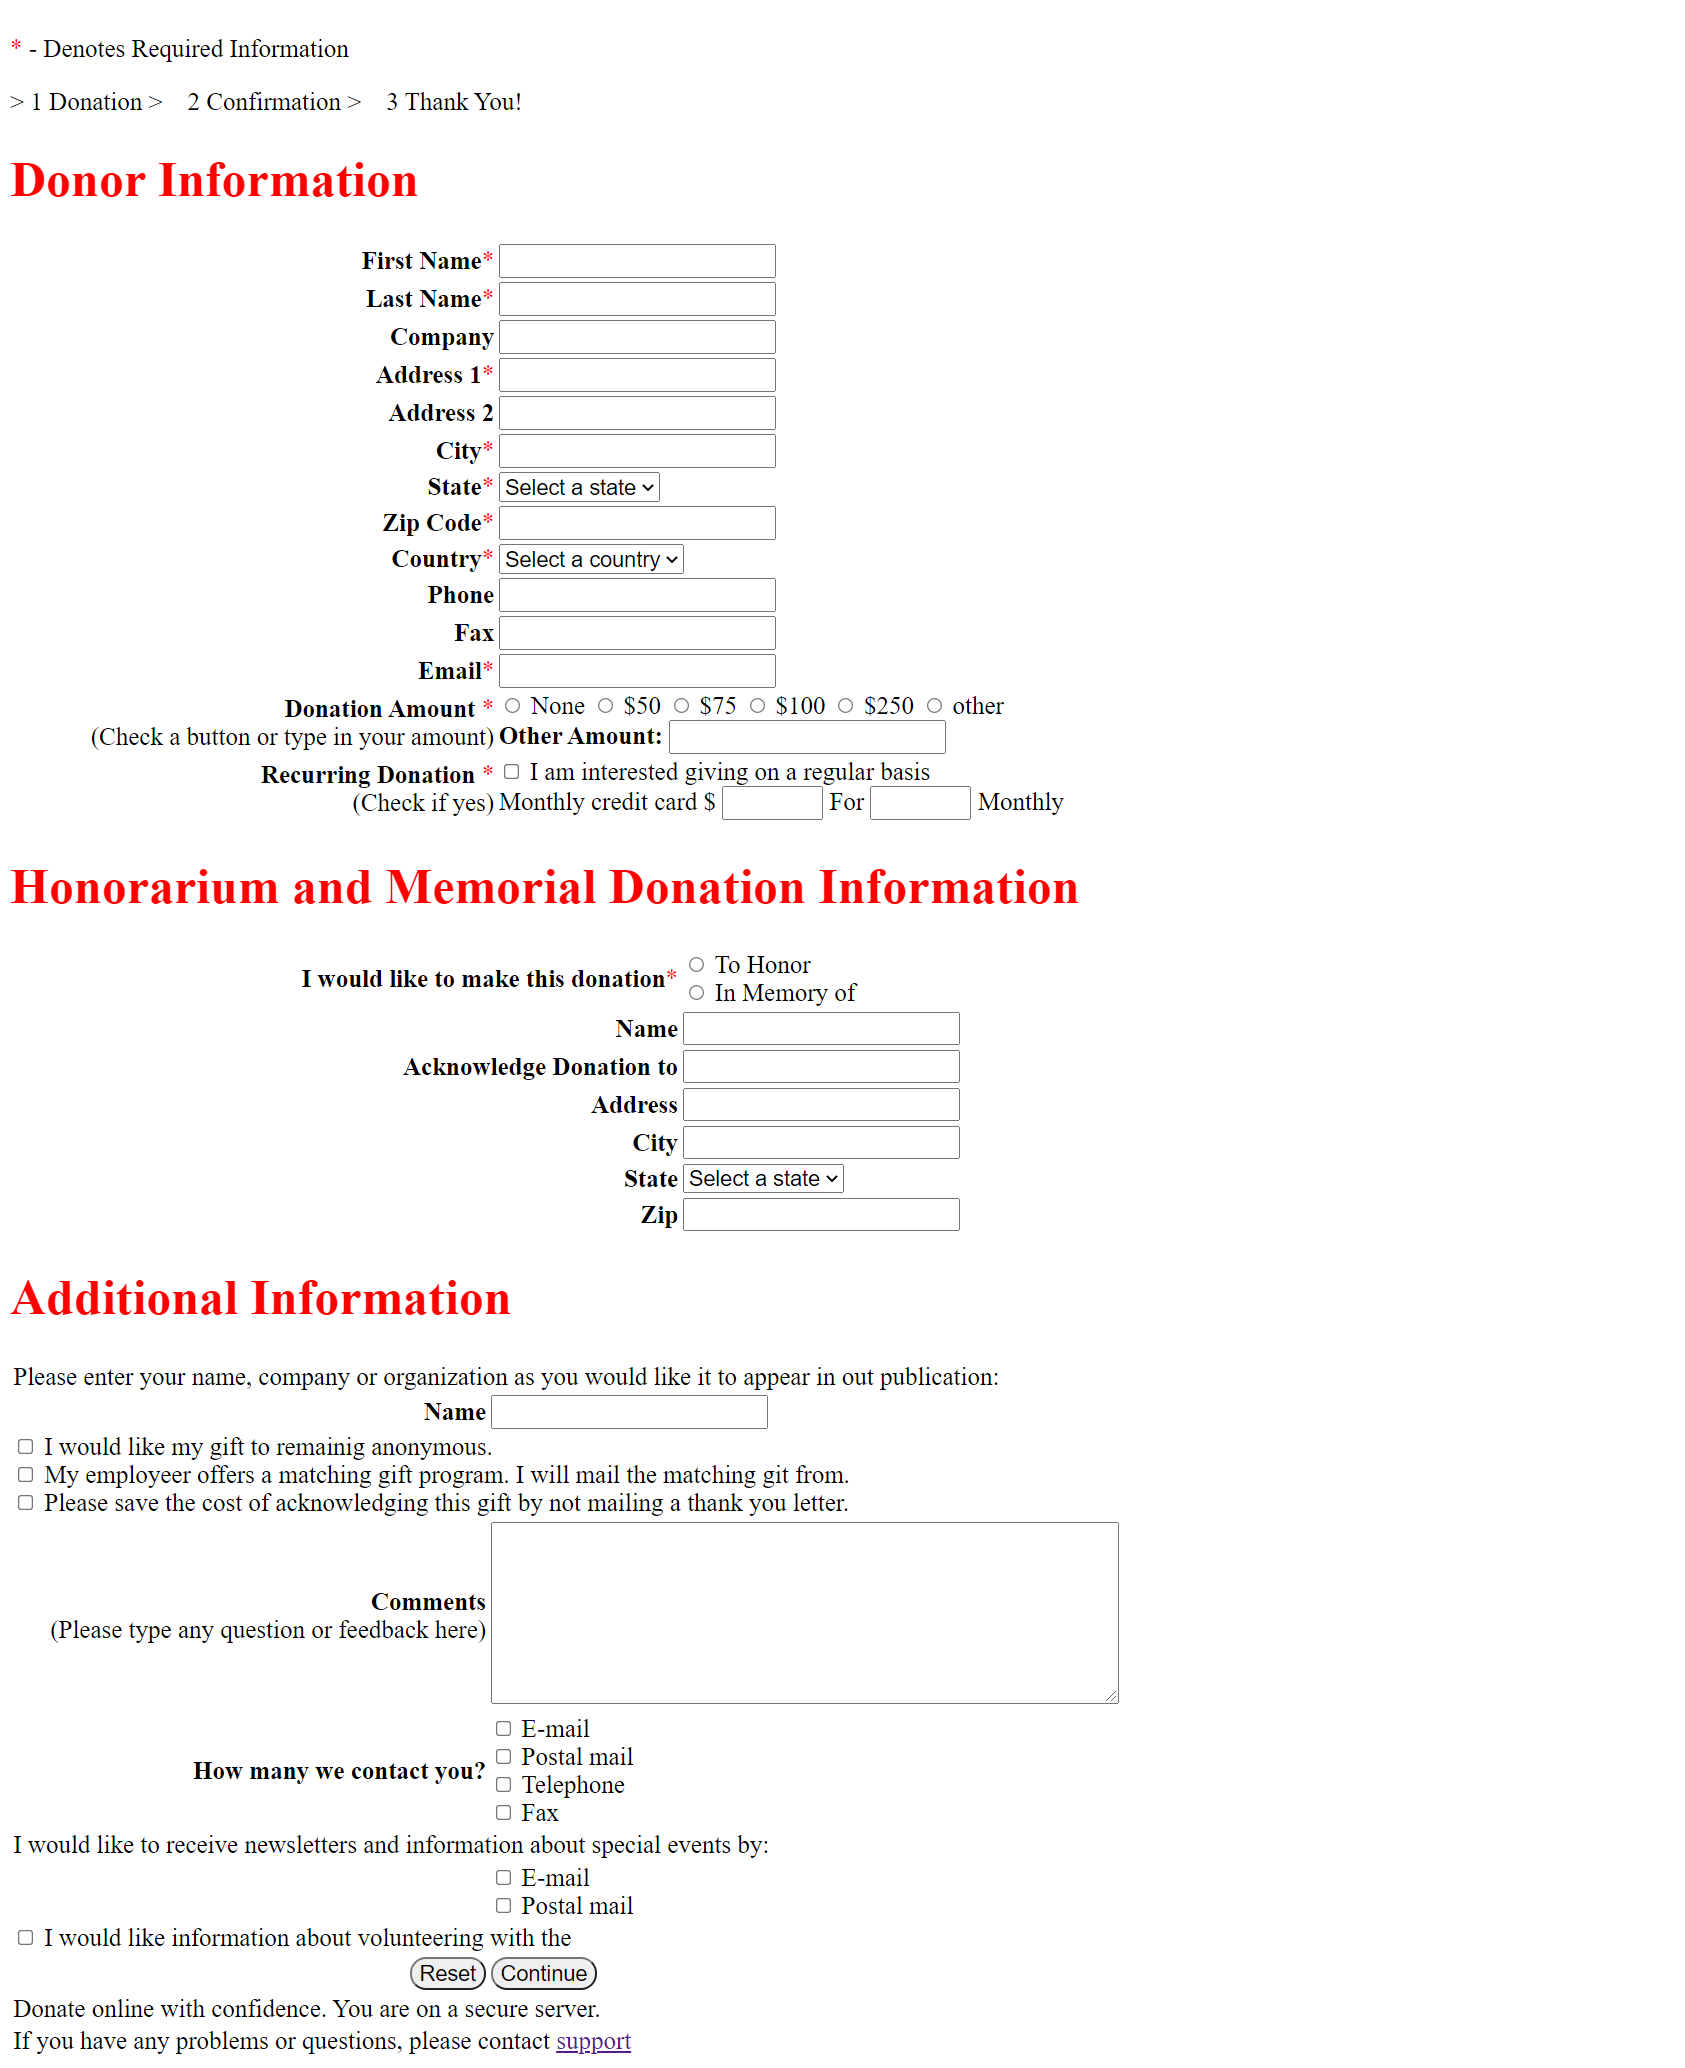 * - Denotes Required Information
> 1 Donation > 2 Confirmation > 3 Thank You!
Donor Information
First Name*
Last Name*
Company
Address 1*
Address 2
City*
State* Select a state
Zip Code*
Country* Select a country
Phone
Fax
Email*
Donation Amount * None $50 $75 $100 $250 other
(Check a button or type in your amount) Other Amount:
Recurring Donation * I am interested giving on a regular basis
(Check if yes) Monthly credit card $ For Monthly
Honorarium and Memorial Donation Information
I would like to make this donation* To Honor
In Memory of
Name
Acknowledge Donation to
Address
City
State Select a state
Zip
Additional Information
Please enter your name, company or organization as you would like it to appear in out publication:
Name
I would like my gift to remainig anonymous.
My employeer offers a matching gift program. I will mail the matching git from.
Please save the cost of acknowledging this gift by not mailing a thank you letter.
Comments
(Please type any question or feedback here)
How many we contact you? E-mail
Postal mail
Telephone
Fax
I would like to receive newsletters and information about special events by:
E-mail
Postal mail
I would like information about volunteering with the
Reset Continue
Donate online with confidence. You are on a secure server.
If you have any problems or questions, please contact support